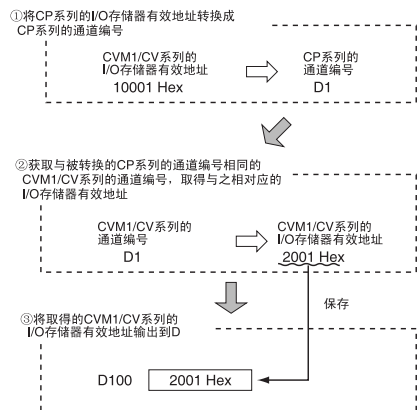 ①将CP系列的I/O存储器有效地址转换成
CP系列的通道编号
CVM1/CV系列的
I/O存储器有效地址
10001 Hex
CP系列的
通道编号
D1
②获取与被转换的CP系列的通道编号相同的
CVM1/CV系列的通道编号，取得与之相对应的
I/O存储器有效地址
CVM1/CV系列的
通道编号
D1
CVM1/CV系列的
I/O存储器有效地址
2001 Hex
保存
③将取得的CVM1/CV系列的
I/O存储器有效地址输出到D
D100
2001 Hex